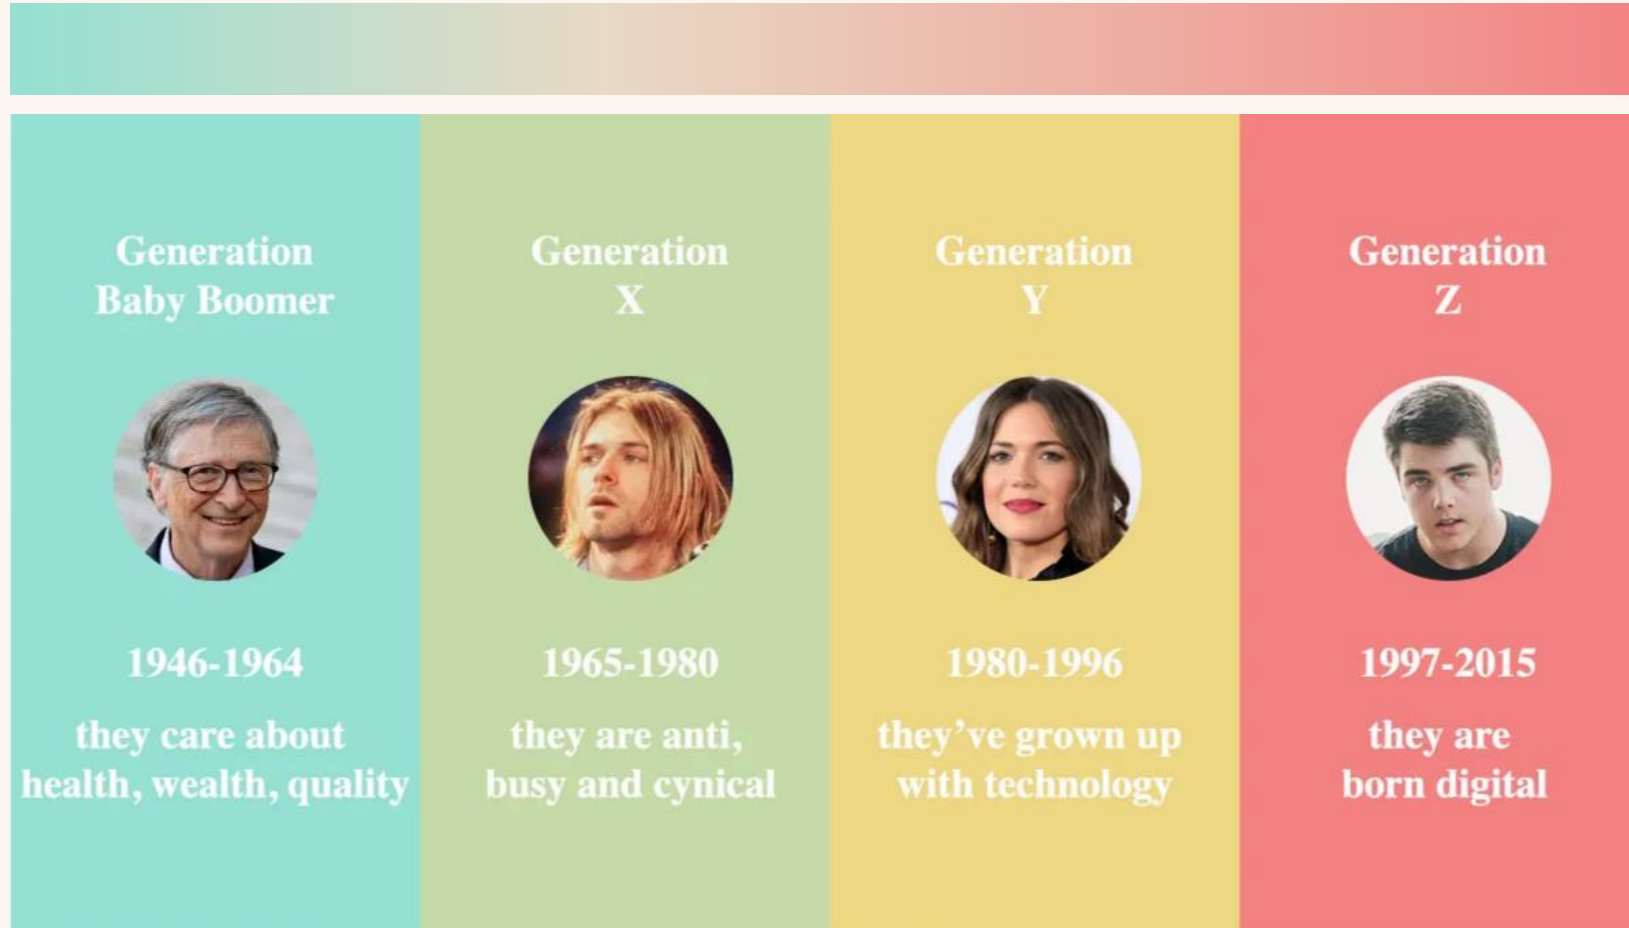 Generation
Baby Boomer
1946-1964
they care about
health, wealth, quality
Generation
X
1965-1980
they are anti,
busy and cynical
Generation
Y
1980-1996
they’ve grown up
with technology
Generation
Z
1997-2015
they are
born digital